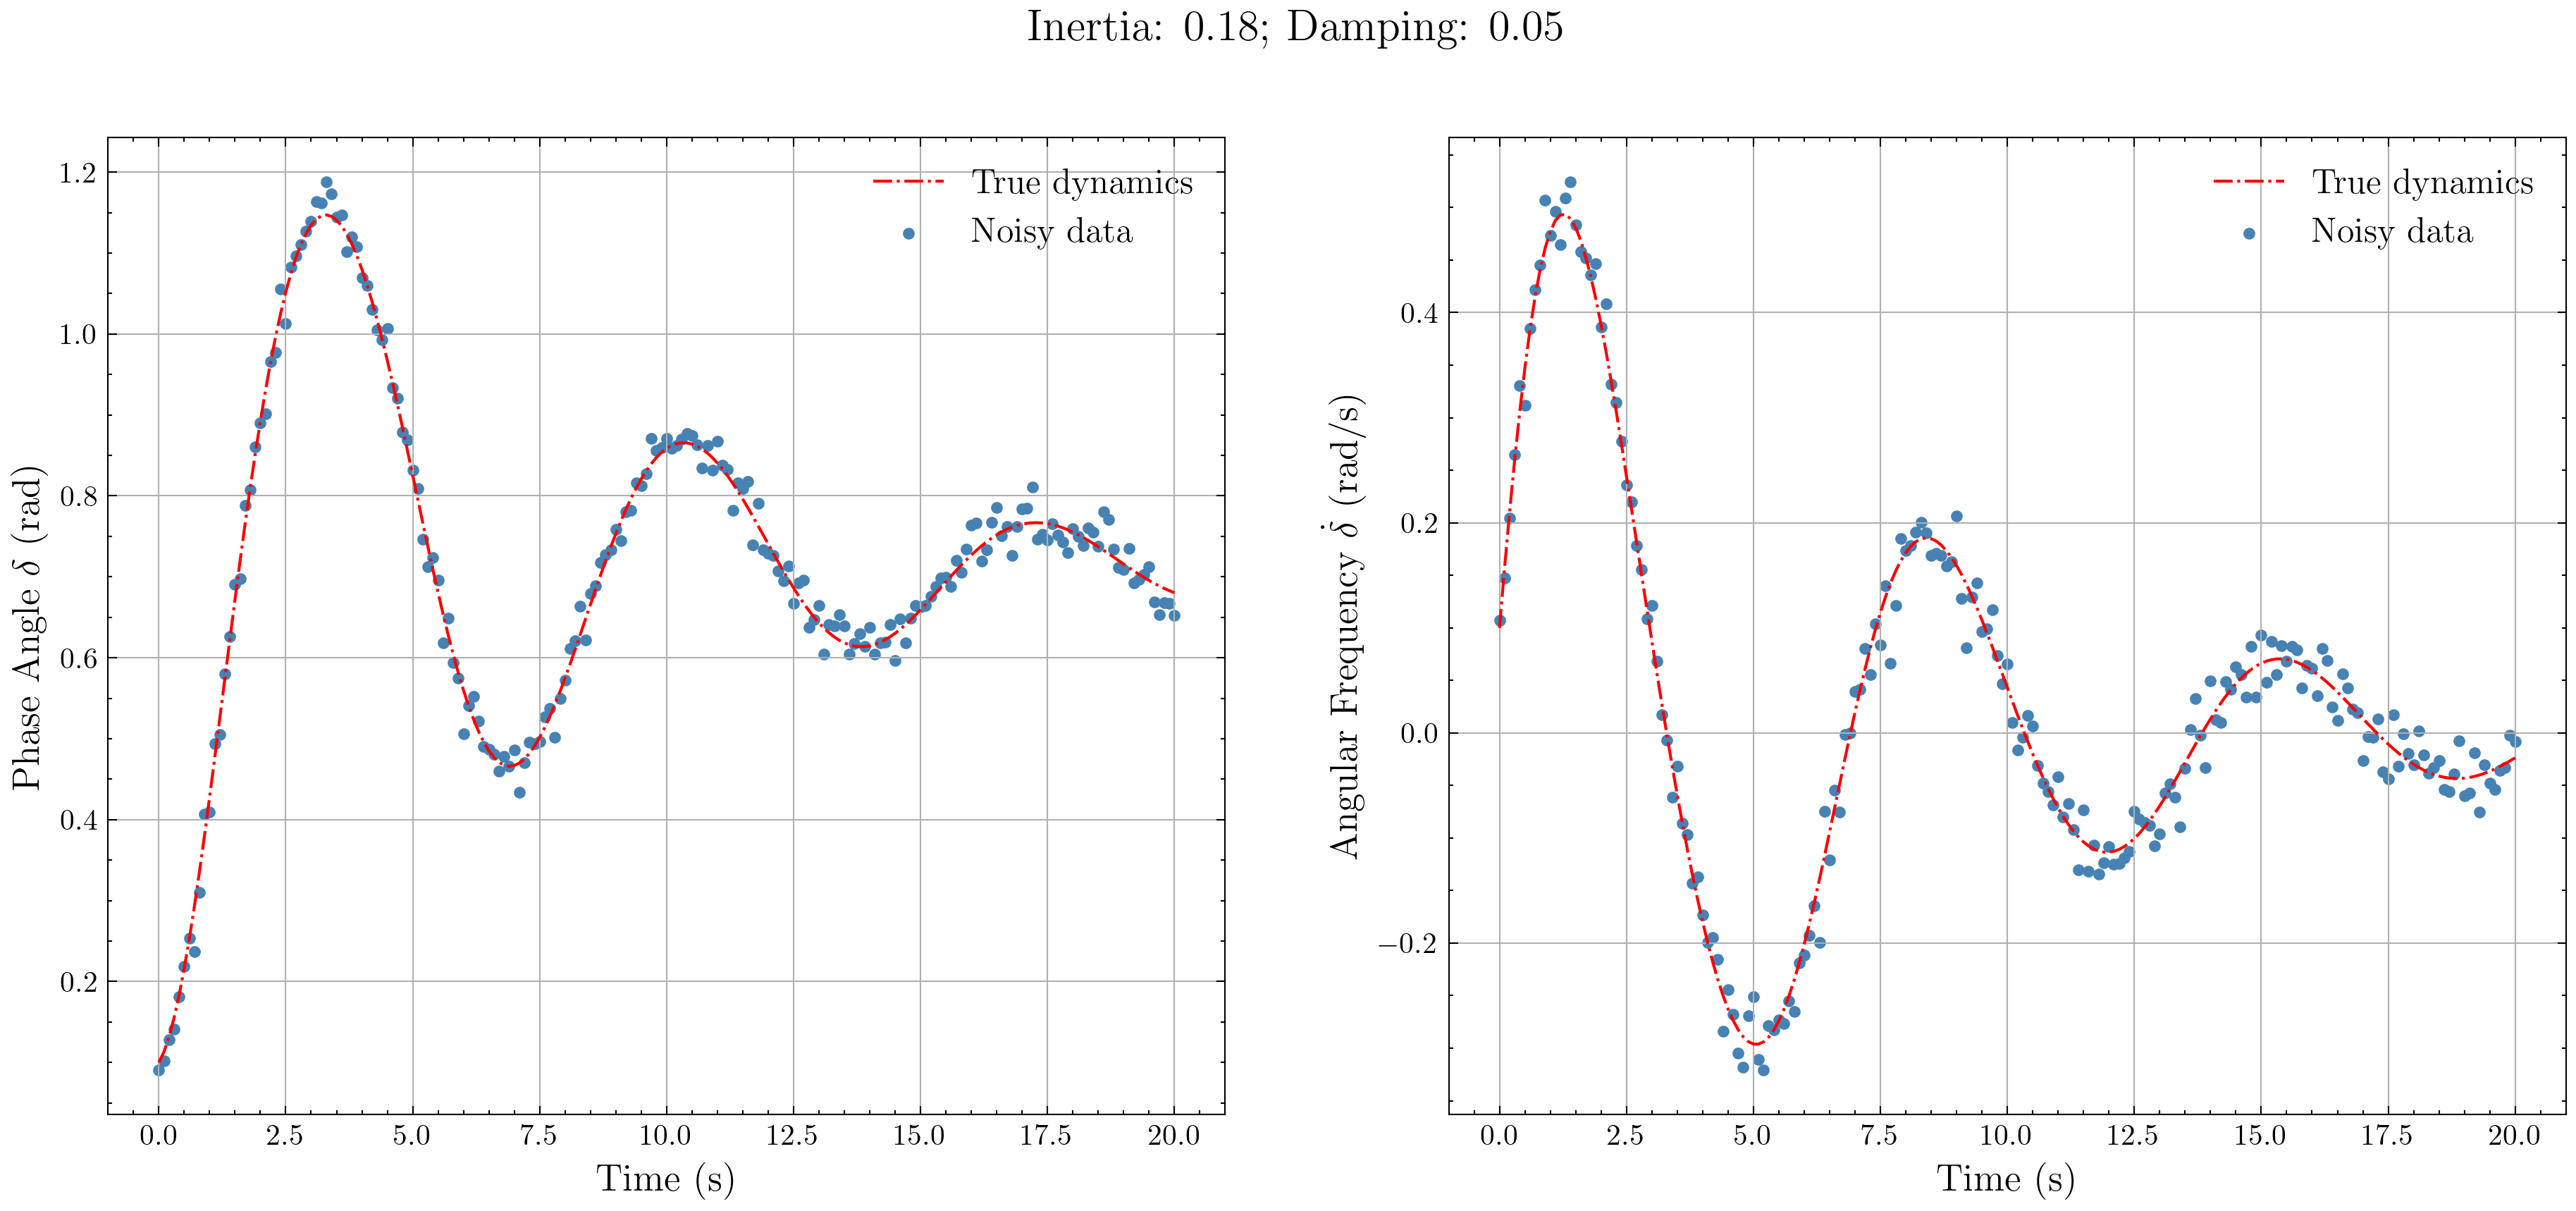 Inertia: 0.18; Damping: 0.05
Phase Angle δ (rad)
1.2
1.0
0.8
0.6
0.4
0.2
True dynamics
Noisy data
0.0 2.5 5.0 7.5 10.0 12.5 15.0 17.5 20.0
Time (s)
Angular Frequency δ̇ (rad/s)
0.4
0.2
0.0
−0.2
True dynamics
Noisy data
0.0 2.5 5.0 7.5 10.0 12.5 15.0 17.5 20.0
Time (s)